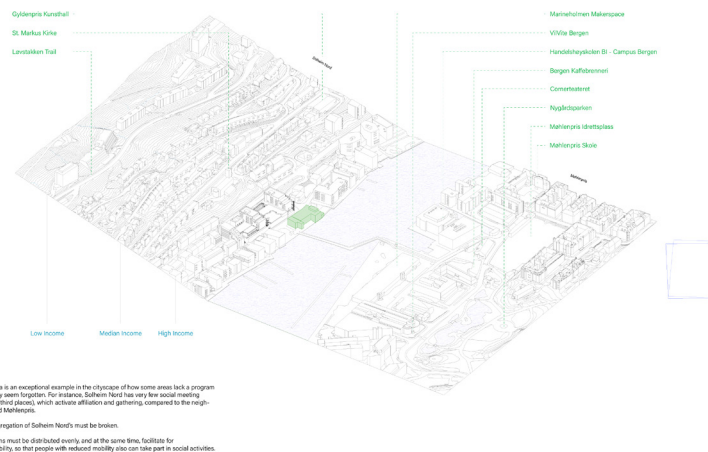 Gyldenpris Kunsthall
St. Markus Kirke
Løvstakken Trail
Solheim Nord
Marineholmen Makerspace
VilVite Bergen
Handelshøyskolen BI - Campus Bergen
Bergen Kaffebrenneri
Cornerteateret
Nygårdsparken
Møhlenpris Idrettsplass
Møhlenpris Skole
Møhlenpris
Low Income
Median Income
High Income
a is an exceptional example in the cityscape of how some areas lack a program
y seem forgotten. For instance, Solheim Nord has very few social meeting
third places), which activate affiliation and gathering, compared to the neigh-
d Møhlenpris.
gregation of Solheim Nord's must be broken.
ns must be distributed evenly, and at the same time, facilitate for
bility, so that people with reduced mobility also can take part in social activities.